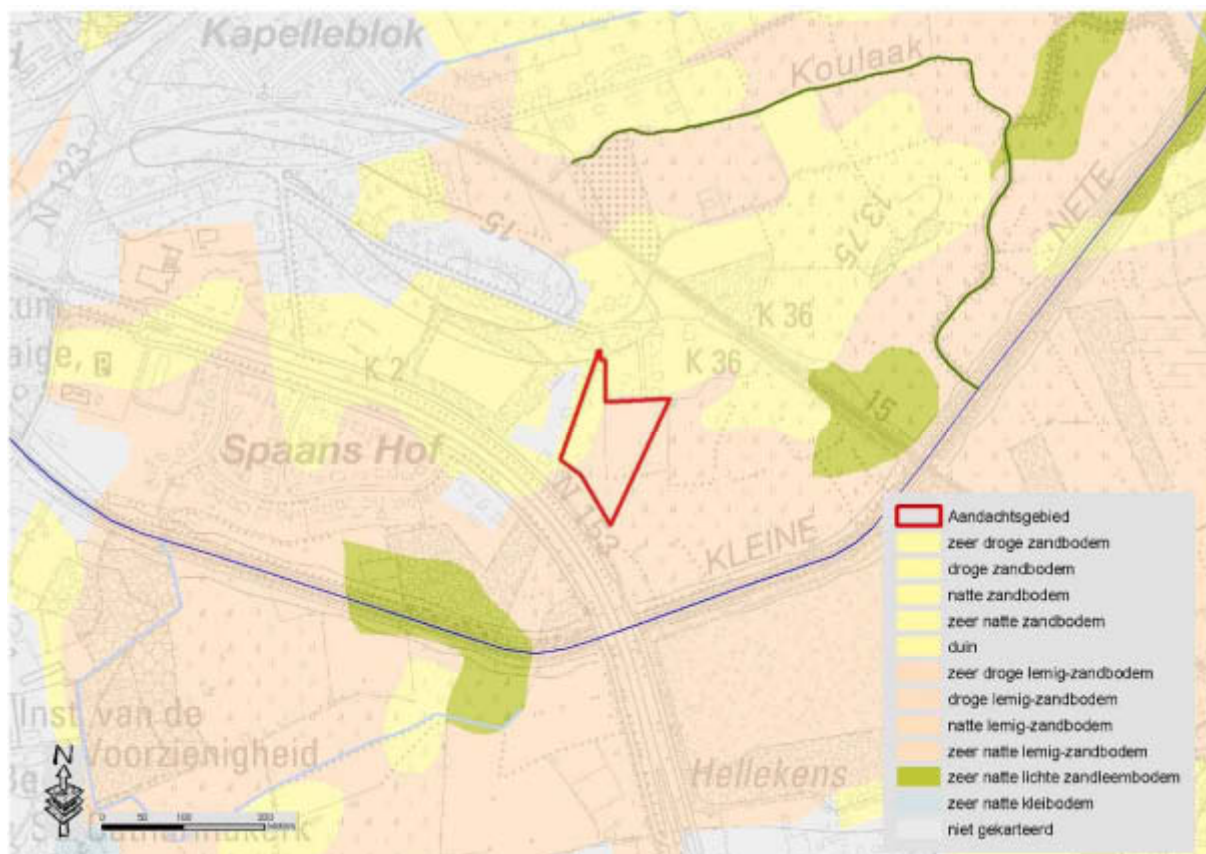 Kapelleblok
Koulaak
N 123
15
13,75
NETE
K 36
K 2
K 36
15
Spaans Hof
N 153
KLEINE
Aandachtsgebied
zeer droge zandbodem
droge zandbodem
natte zandbodem
zeer natte zandbodem
duin
zeer droge lemig-zandbodem
droge lemig-zandbodem
natte lemig-zandbodem
zeer natte lemig-zandbodem
zeer natte lichte zandleembodem
zeer natte kleibodem
niet gekarteerd
Inst. van de
Voorzienigheid
Hellekens
N
0 100 200